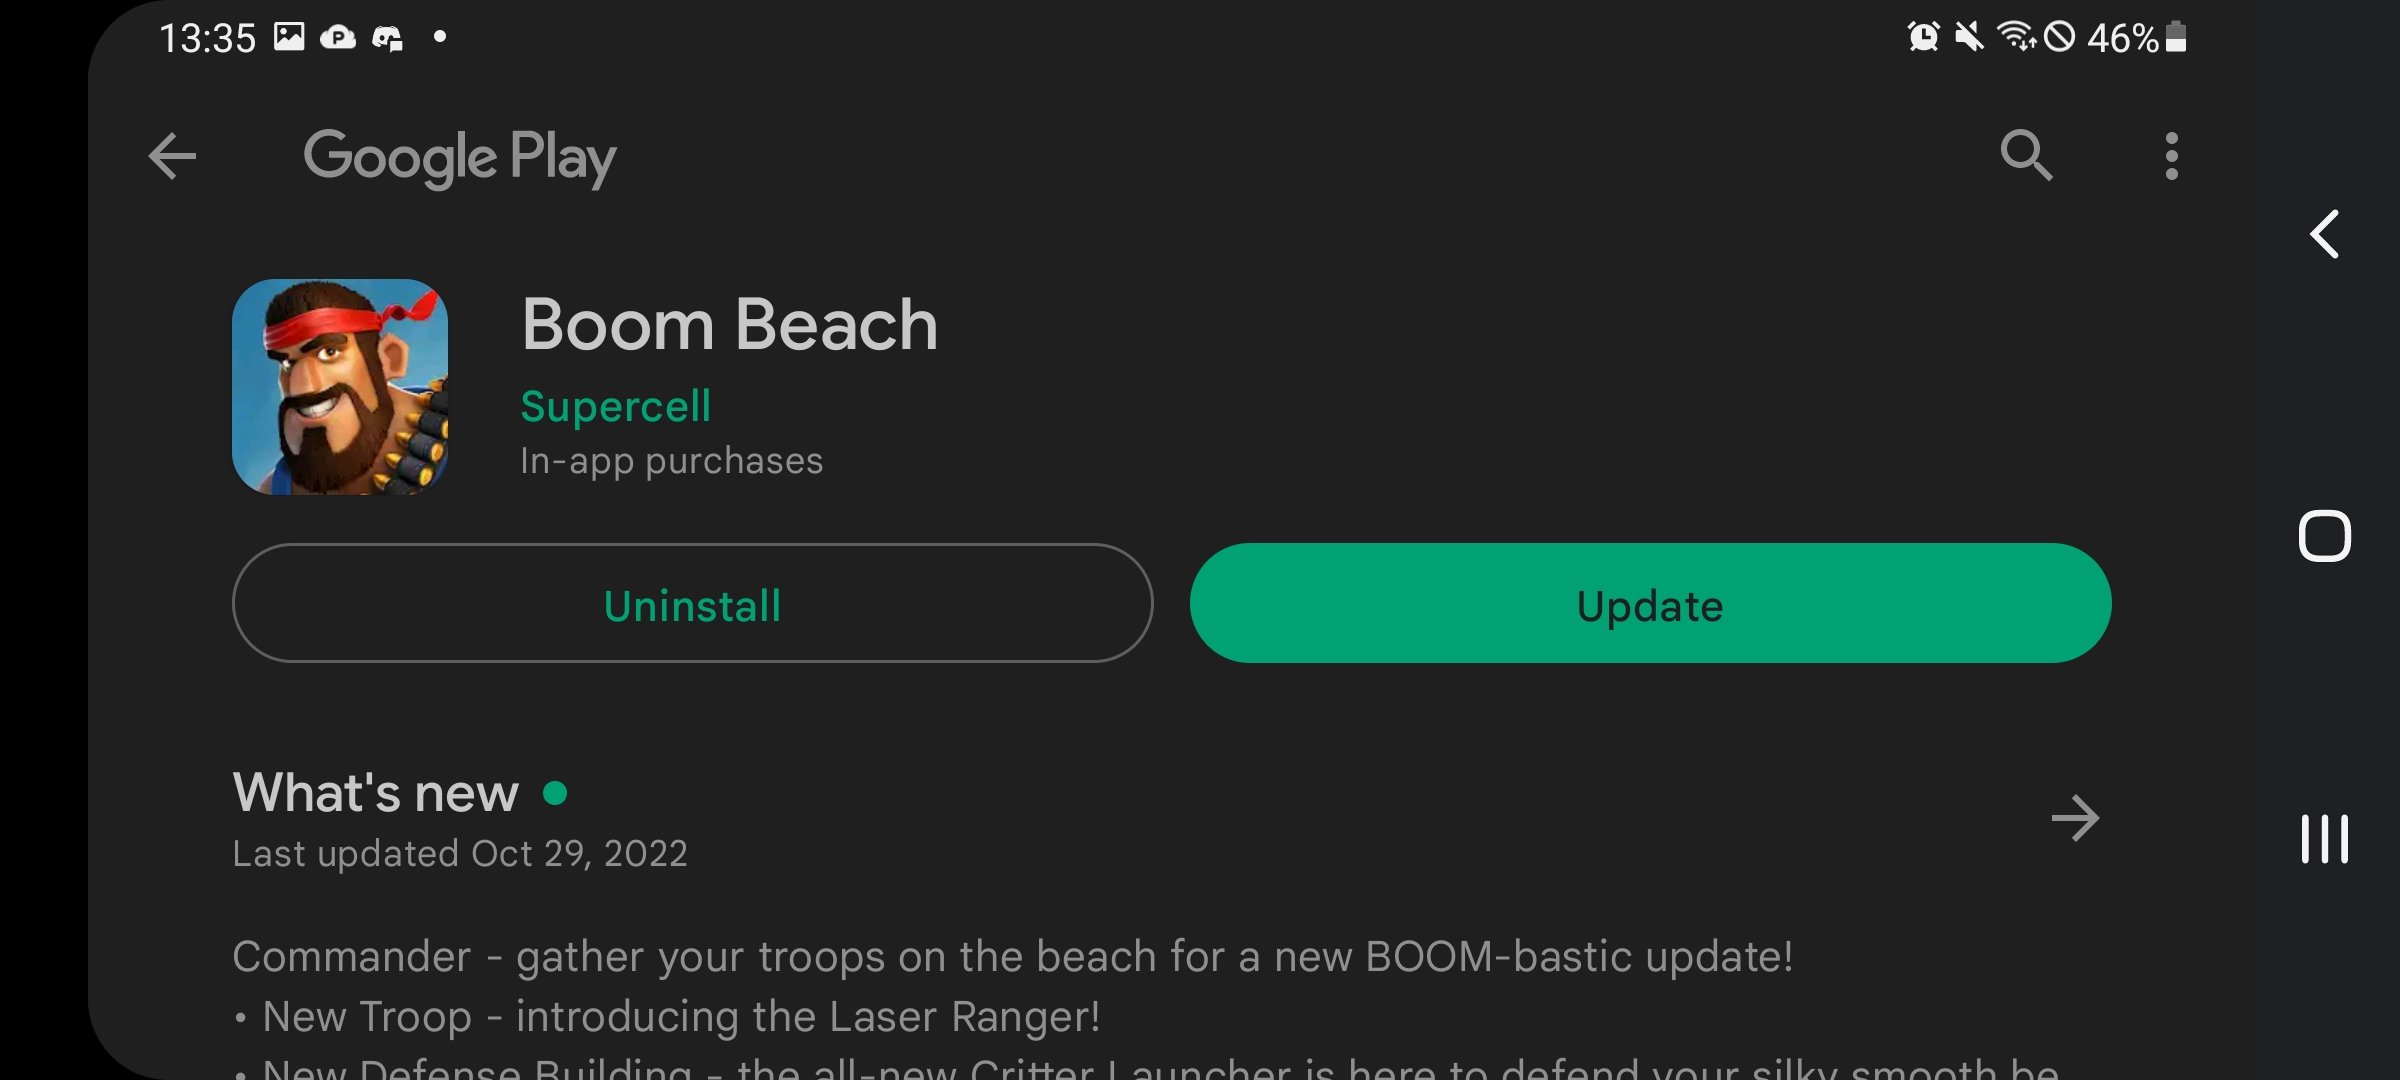 13:35
46%
Google Play
Boom Beach
Supercell
In-app purchases
Uninstall
Update
What's new
Last updated Oct 29, 2022
Commander - gather your troops on the beach for a new BOOM-bastic update!
• New Troop - introducing the Laser Ranger!
• New Defense Building - the all-new Critter Launcher is here to defend your silky smooth be